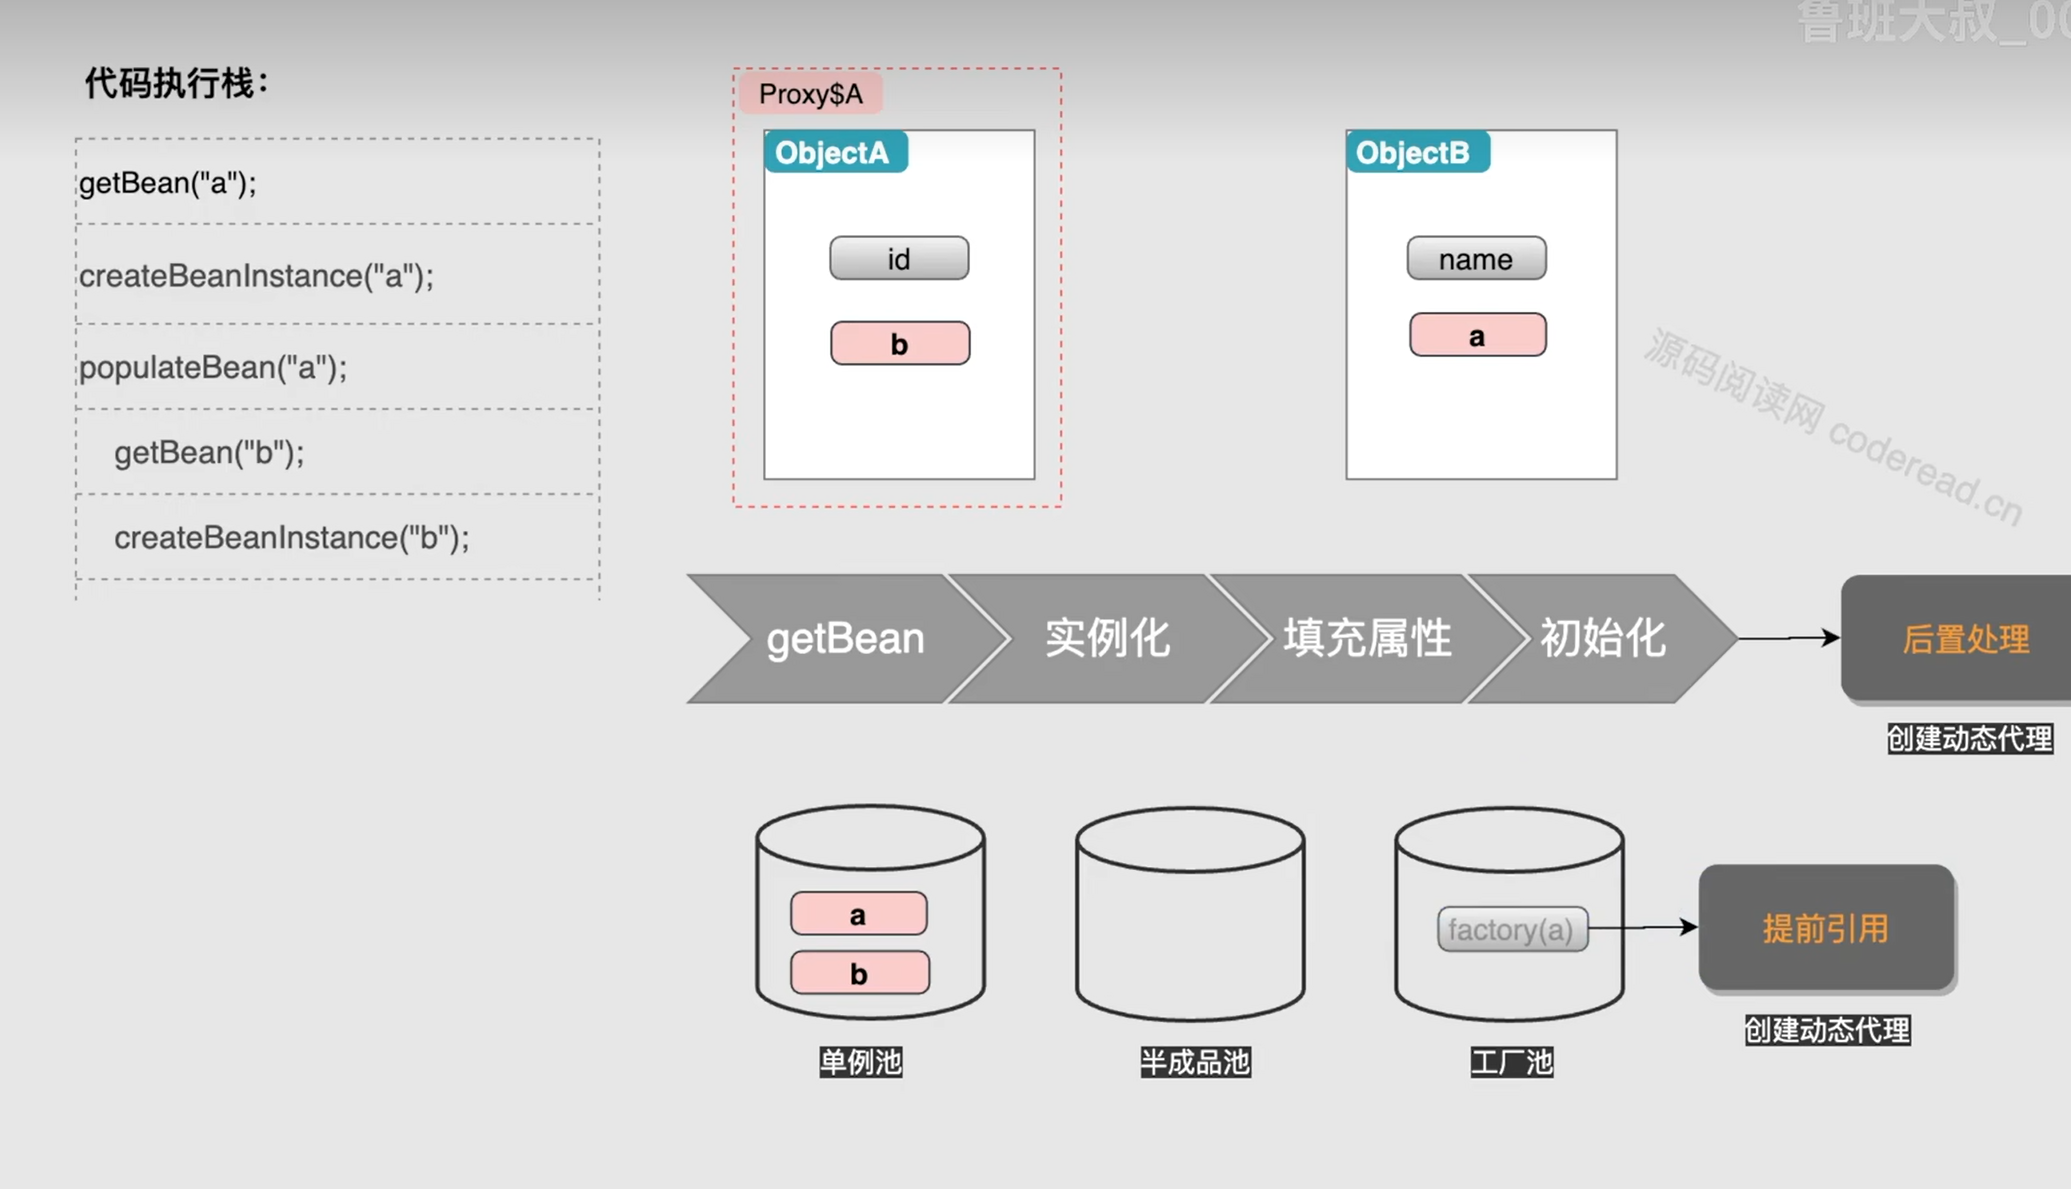 鲁班大叔_0
代码执行栈：
getBean("a");
createBeanInstance("a");
populateBean("a");
getBean("b");
createBeanInstance("b");
Proxy$A
ObjectA
id
b
ObjectB
name
a
源码阅读网 coderead.cn
getBean
实例化
填充属性
初始化
后置处理
创建动态代理
a
b
单例池
半成品池
factory(a)
工厂池
提前引用
创建动态代理